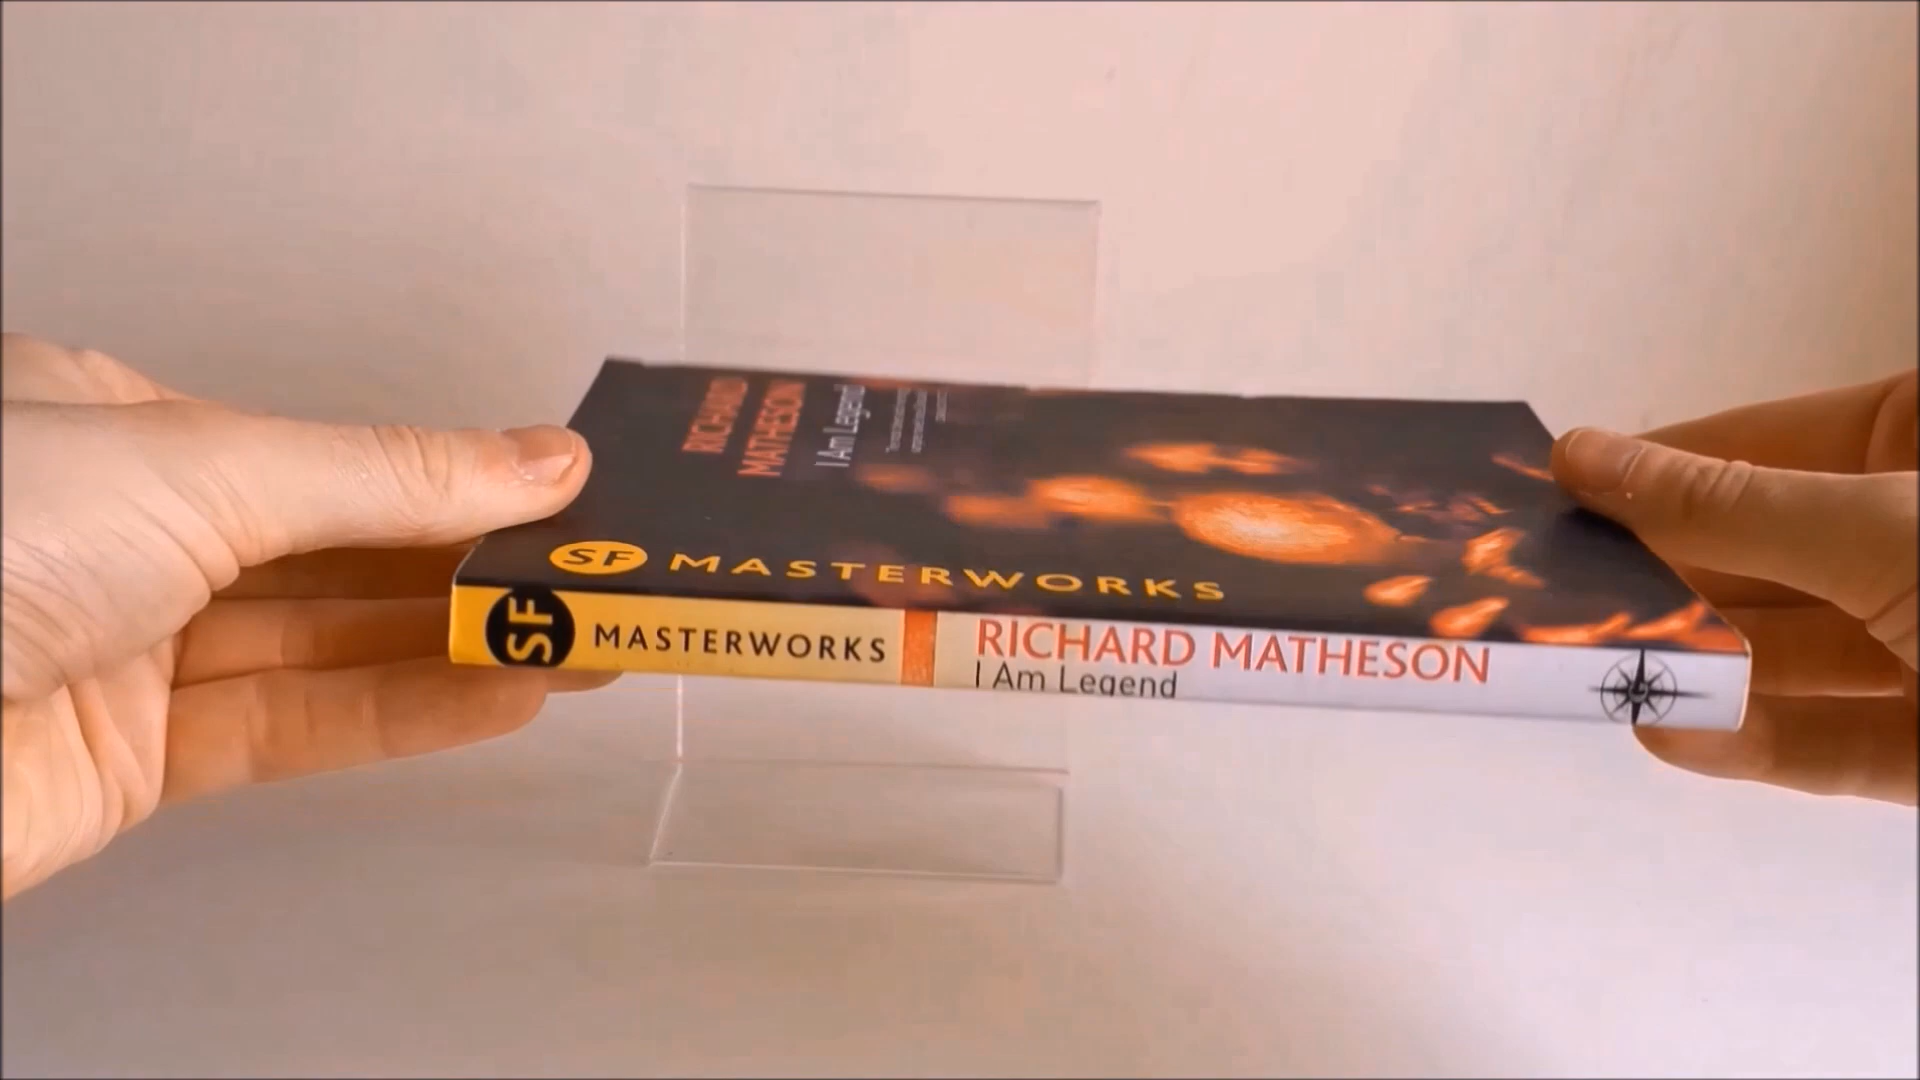 RICHARD
MATHESON
I Am Legend
SF MASTERWORKS
SF MASTERWORKS
RICHARD MATHESON
I Am Legend